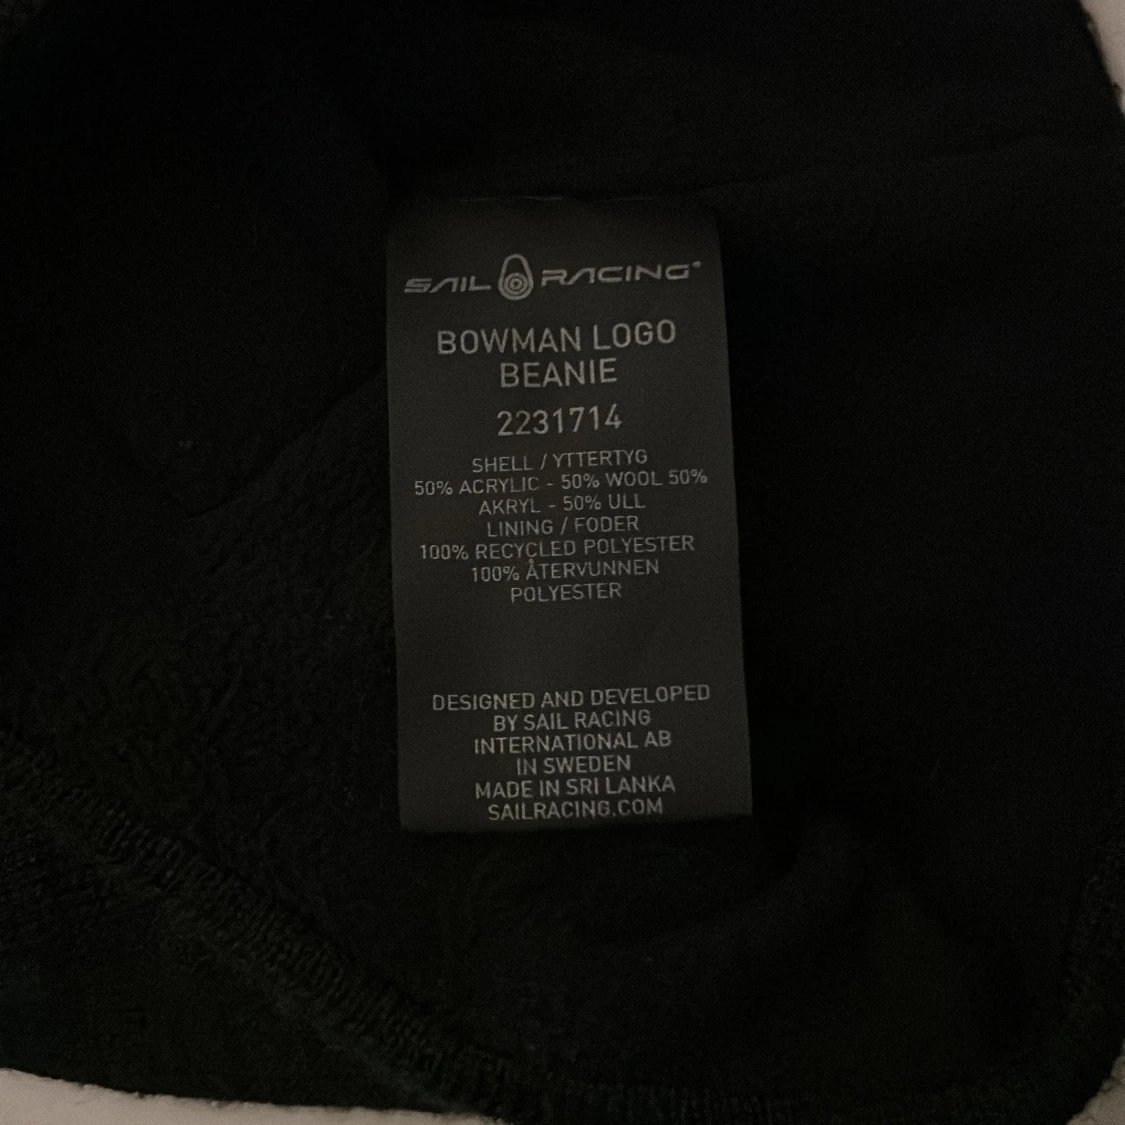 SAIL RACING®
BOWMAN LOGO
BEANIE
2231714
SHELL / YTTERTYG
50% ACRYLIC - 50% WOOL 50%
AKRYL - 50% ULL
LINING / FODER
100% RECYCLED POLYESTER
100% ÅTERVUNNEN
POLYESTER
DESIGNED AND DEVELOPED
BY SAIL RACING
INTERNATIONAL AB
IN SWEDEN
MADE IN SRI LANKA
SAILRACING.COM